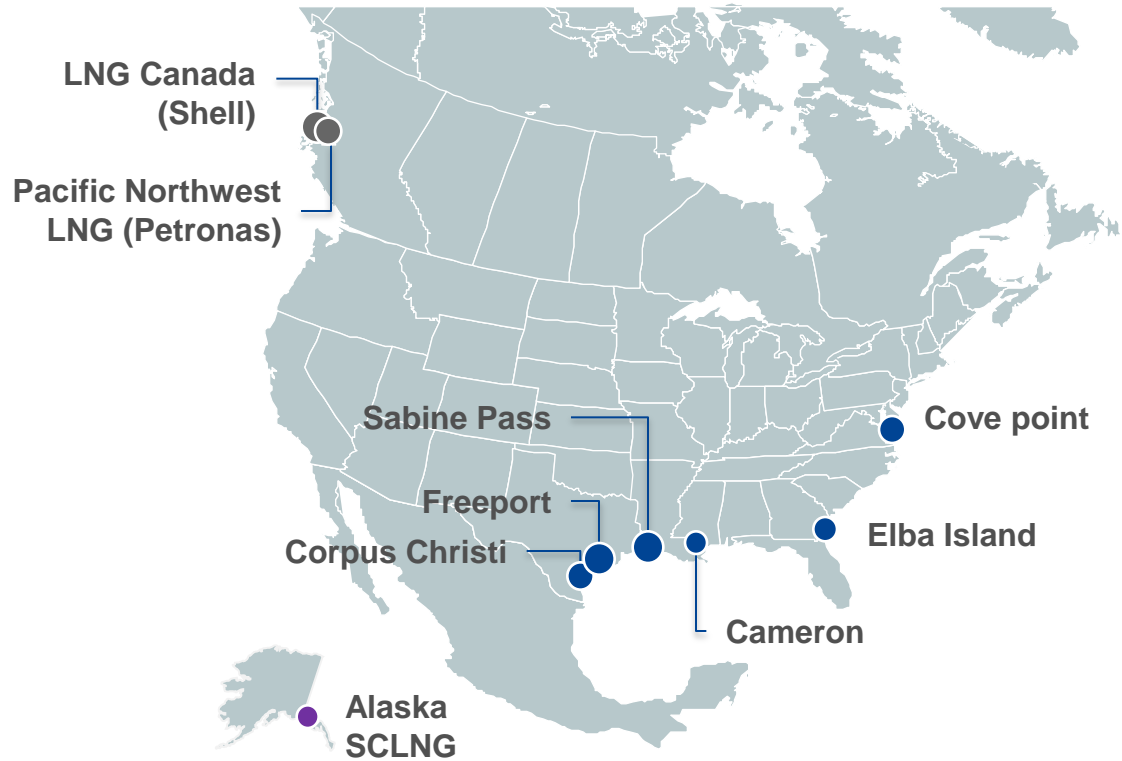 LNG Canada
(Shell)
Pacific Northwest
LNG (Petronas)
Sabine Pass
Cove point
Freeport
Elba Island
Corpus Christi
Cameron
Alaska
SCLNG